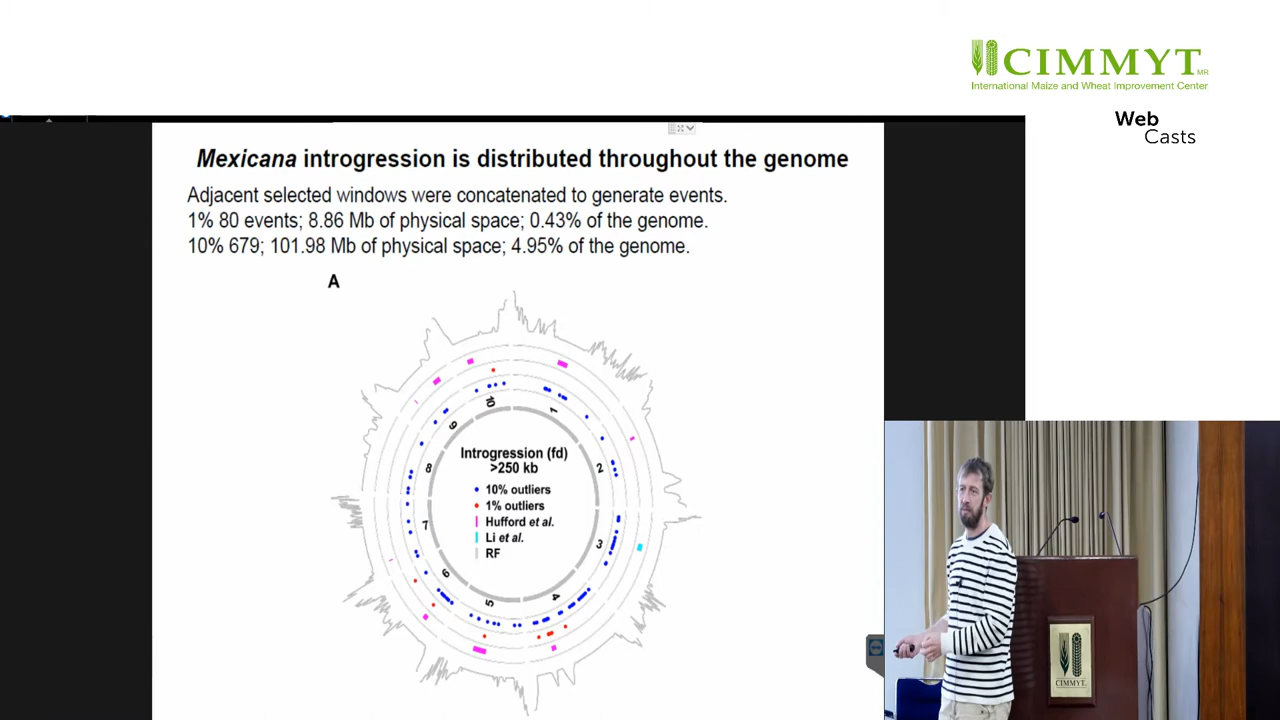 CIMMYT
MR
International Maize and Wheat Improvement Center
Web
Casts
Mexicana introgression is distributed throughout the genome
Adjacent selected windows were concatenated to generate events.
1% 80 events; 8.86 Mb of physical space; 0.43% of the genome.
10% 679; 101.98 Mb of physical space; 4.95% of the genome.
A
10
1
9
2
8
Introgression (fd)
>250 kb
10% outliers
1% outliers
Hufford et al.
Li et al.
RF
7
3
6
5
4
CIMMYT